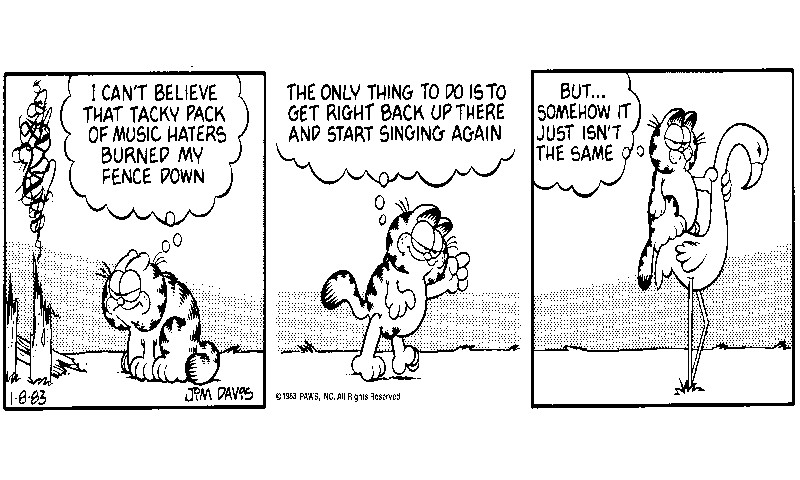 I CAN'T BELIEVE
THAT TACKY PACK
OF MUSIC HATERS
BURNED MY
FENCE DOWN
1-8-83
JIM DAVIS
THE ONLY THING TO DO IS TO
GET RIGHT BACK UP THERE
AND START SINGING AGAIN
©1983 PAWS, INC. All Rights Reserved
BUT...
SOMEHOW IT
JUST ISN'T
THE SAME